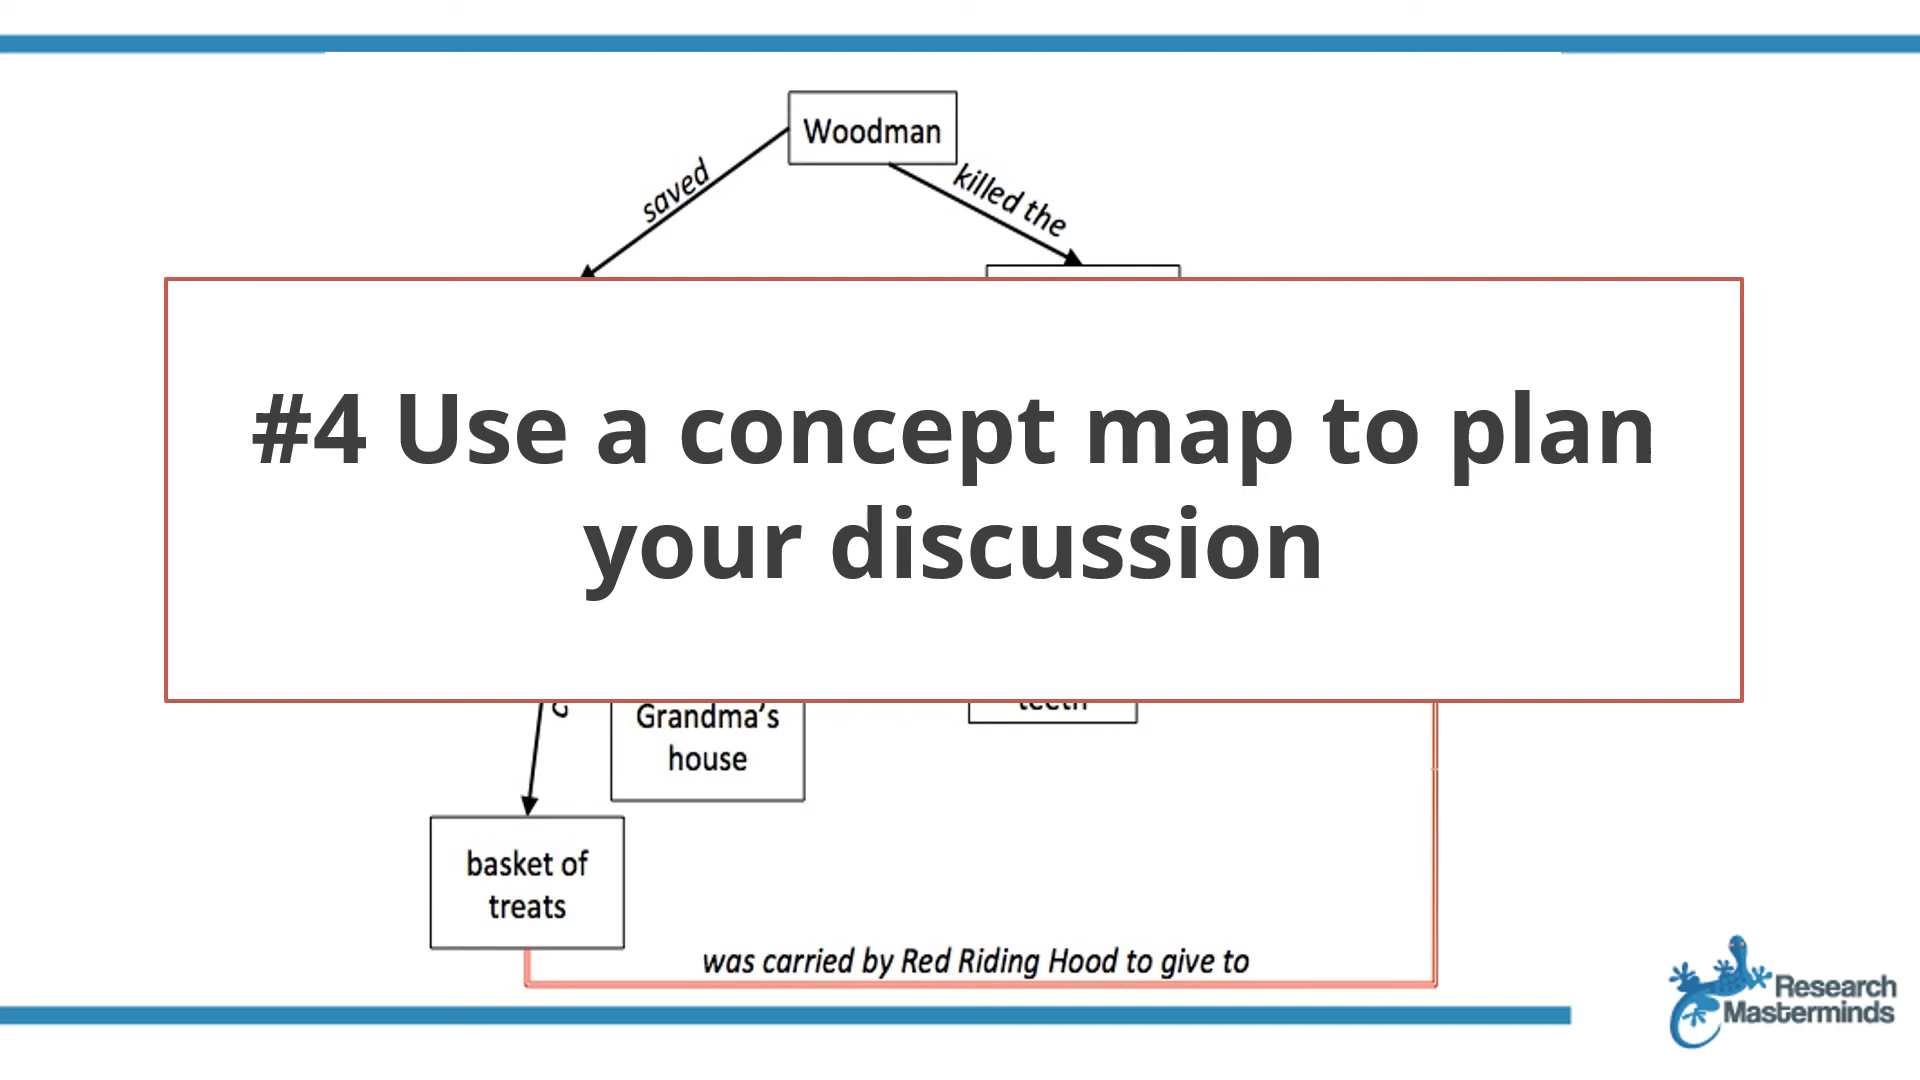 Woodman
saved
killed the
#4 Use a concept map to plan
your discussion
Grandma's
house
teeth
basket of
treats
was carried by Red Riding Hood to give to
Research
Masterminds